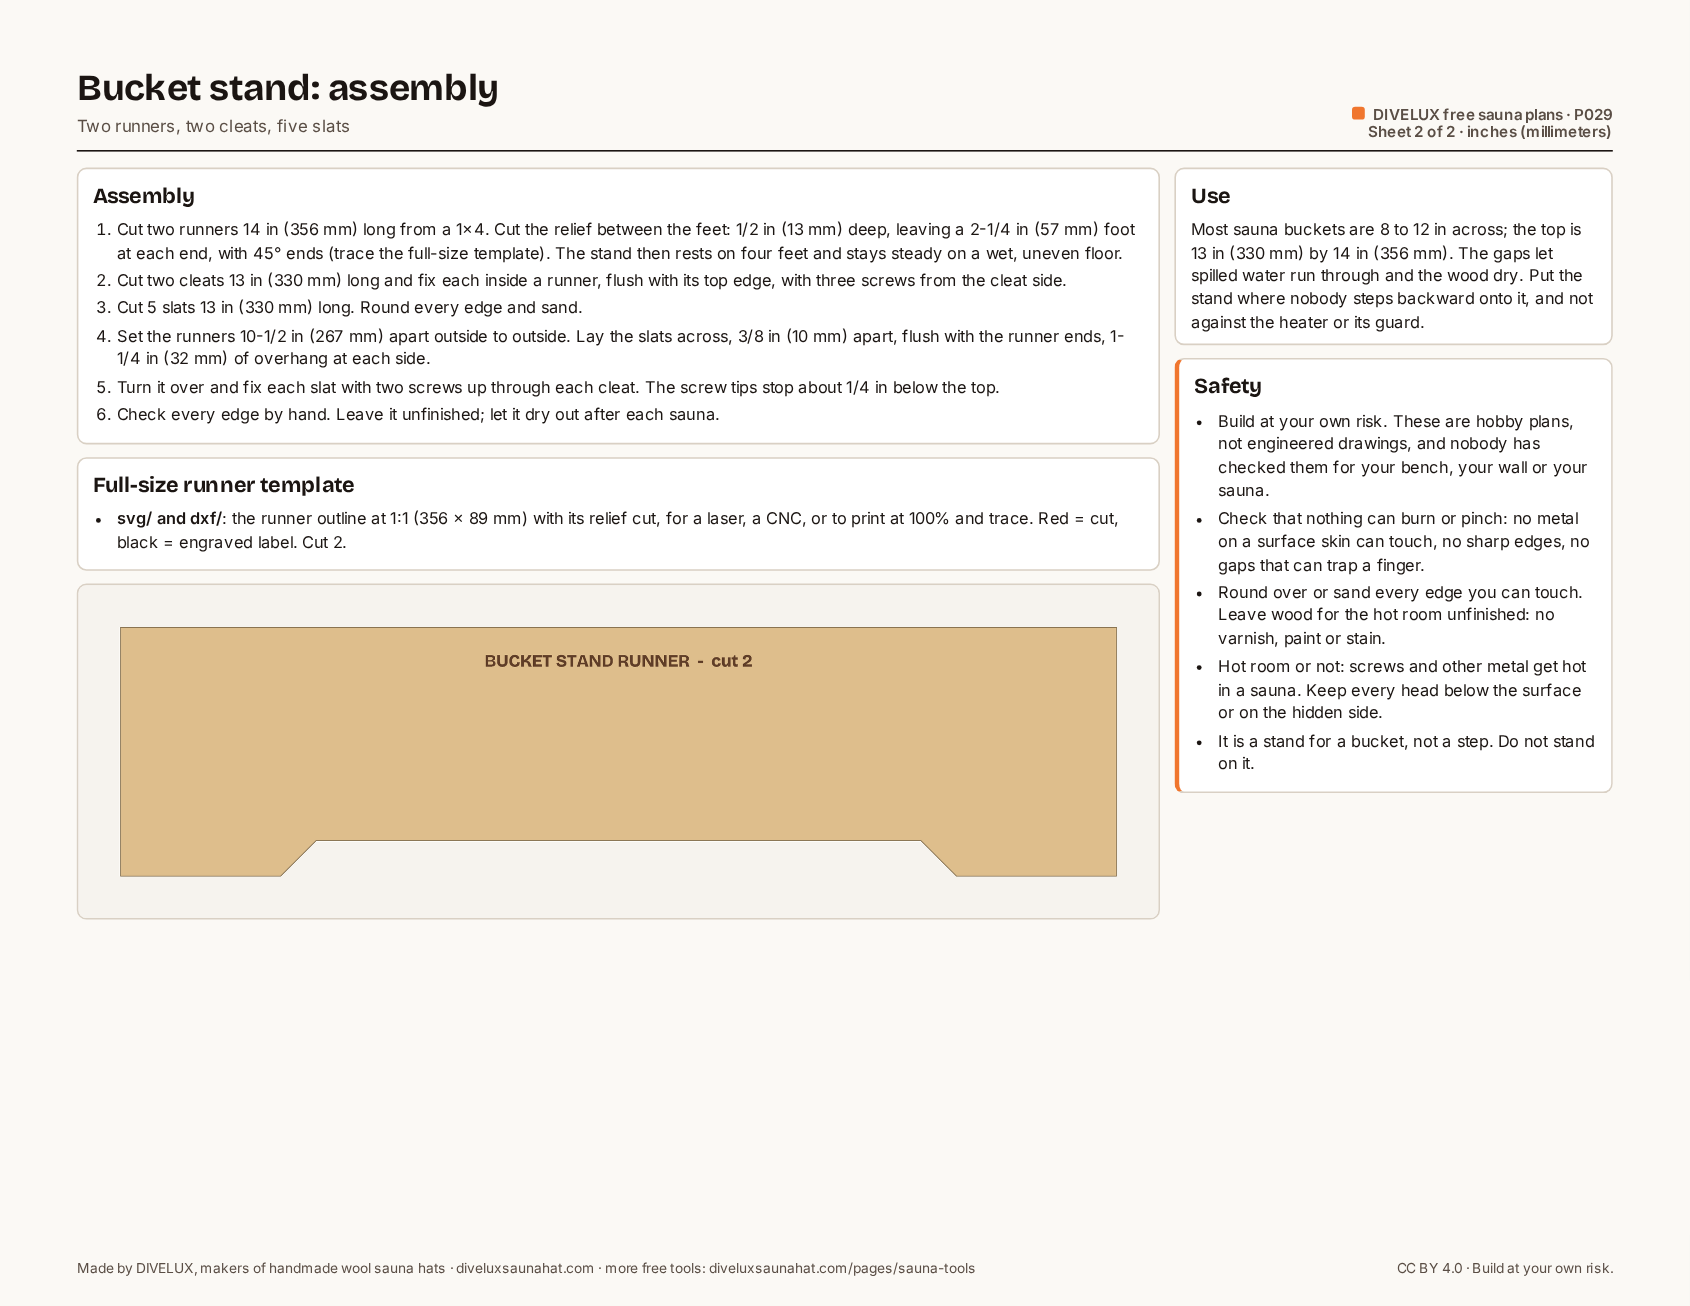 Bucket stand: assembly
Two runners, two cleats, five slats
DIVELUX free sauna plans · P029
Sheet 2 of 2 · inches (millimeters)
Assembly
1. Cut two runners 14 in (356 mm) long from a 1×4. Cut the relief between the feet: 1/2 in (13 mm) deep, leaving a 2-1/4 in (57 mm) foot
at each end, with 45° ends (trace the full-size template). The stand then rests on four feet and stays steady on a wet, uneven floor.
2. Cut two cleats 13 in (330 mm) long and fix each inside a runner, flush with its top edge, with three screws from the cleat side.
3. Cut 5 slats 13 in (330 mm) long. Round every edge and sand.
4. Set the runners 10-1/2 in (267 mm) apart outside to outside. Lay the slats across, 3/8 in (10 mm) apart, flush with the runner ends, 1-
1/4 in (32 mm) of overhang at each side.
5. Turn it over and fix each slat with two screws up through each cleat. The screw tips stop about 1/4 in below the top.
6. Check every edge by hand. Leave it unfinished; let it dry out after each sauna.
Full-size runner template
• svg/ and dxf/: the runner outline at 1:1 (356 × 89 mm) with its relief cut, for a laser, a CNC, or to print at 100% and trace. Red = cut,
black = engraved label. Cut 2.
BUCKET STAND RUNNER - cut 2
Use
Most sauna buckets are 8 to 12 in across; the top is
13 in (330 mm) by 14 in (356 mm). The gaps let
spilled water run through and the wood dry. Put the
stand where nobody steps backward onto it, and not
against the heater or its guard.
Safety
• Build at your own risk. These are hobby plans,
not engineered drawings, and nobody has
checked them for your bench, your wall or your
sauna.
• Check that nothing can burn or pinch: no metal
on a surface skin can touch, no sharp edges, no
gaps that can trap a finger.
• Round over or sand every edge you can touch.
Leave wood for the hot room unfinished: no
varnish, paint or stain.
• Hot room or not: screws and other metal get hot
in a sauna. Keep every head below the surface
or on the hidden side.
• It is a stand for a bucket, not a step. Do not stand
on it.
Made by DIVELUX, makers of handmade wool sauna hats · diveluxsaunahat.com · more free tools: diveluxsaunahat.com/pages/sauna-tools
CC BY 4.0 · Build at your own risk.